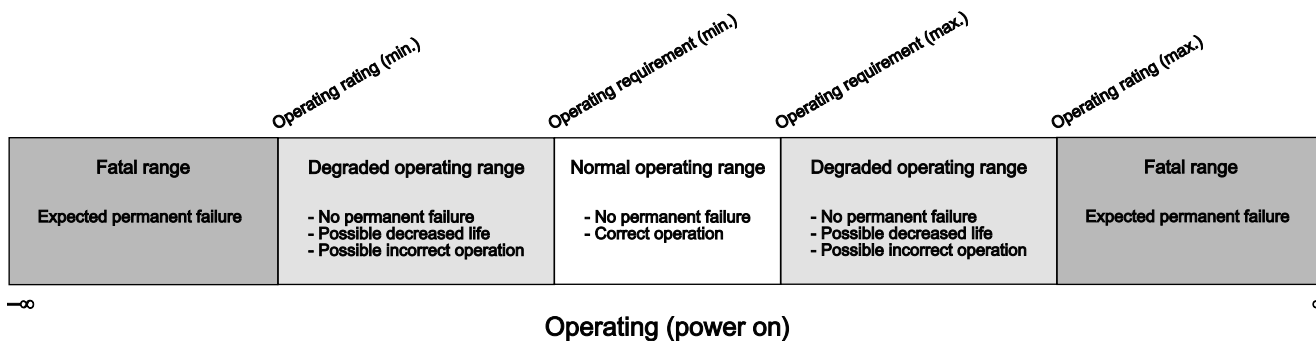 Operating rating (min.)
Operating requirement (min.)
Operating requirement (max.)
Operating rating (max.)
Fatal range
Expected permanent failure
Degraded operating range
- No permanent failure
- Possible decreased life
- Possible incorrect operation
Normal operating range
- No permanent failure
- Correct operation
Degraded operating range
- No permanent failure
- Possible decreased life
- Possible incorrect operation
Fatal range
Expected permanent failure
–∞
Operating (power on)